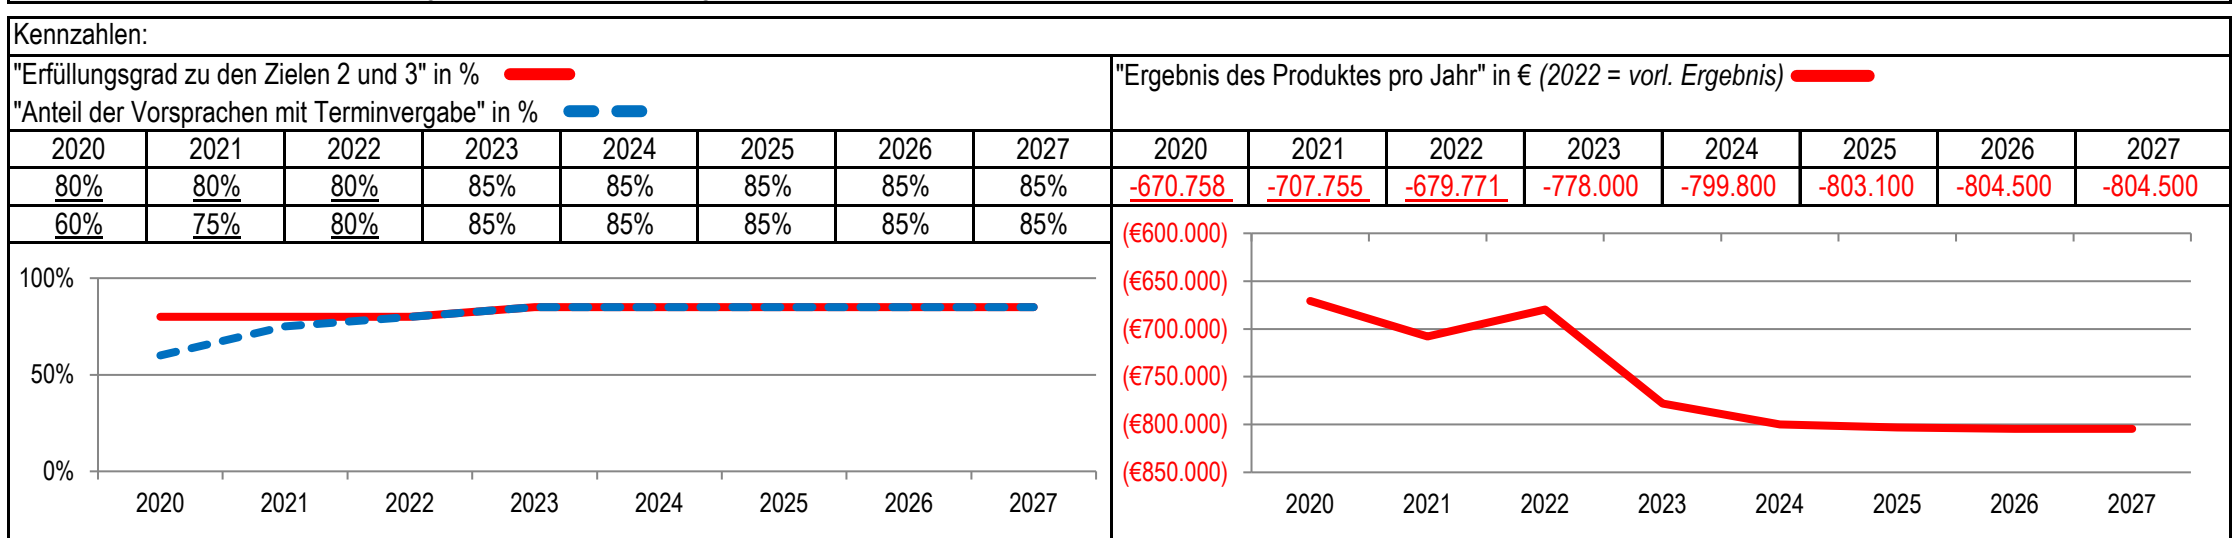 Kennzahlen:
"Erfüllungsgrad zu den Zielen 2 und 3" in %
"Anteil der Vorsprachen mit Terminvergabe" in %
2020 2021 2022 2023 2024 2025 2026 2027
80% 80% 80% 85% 85% 85% 85% 85%
60% 75% 80% 85% 85% 85% 85% 85%
100%
50%
0%
2020 2021 2022 2023 2024 2025 2026 2027
"Ergebnis des Produktes pro Jahr" in € (2022 = vorl. Ergebnis)
2020 2021 2022 2023 2024 2025 2026 2027
-670.758 -707.755 -679.771 -778.000 -799.800 -803.100 -804.500 -804.500
(€600.000)
(€650.000)
(€700.000)
(€750.000)
(€800.000)
(€850.000)
2020 2021 2022 2023 2024 2025 2026 2027